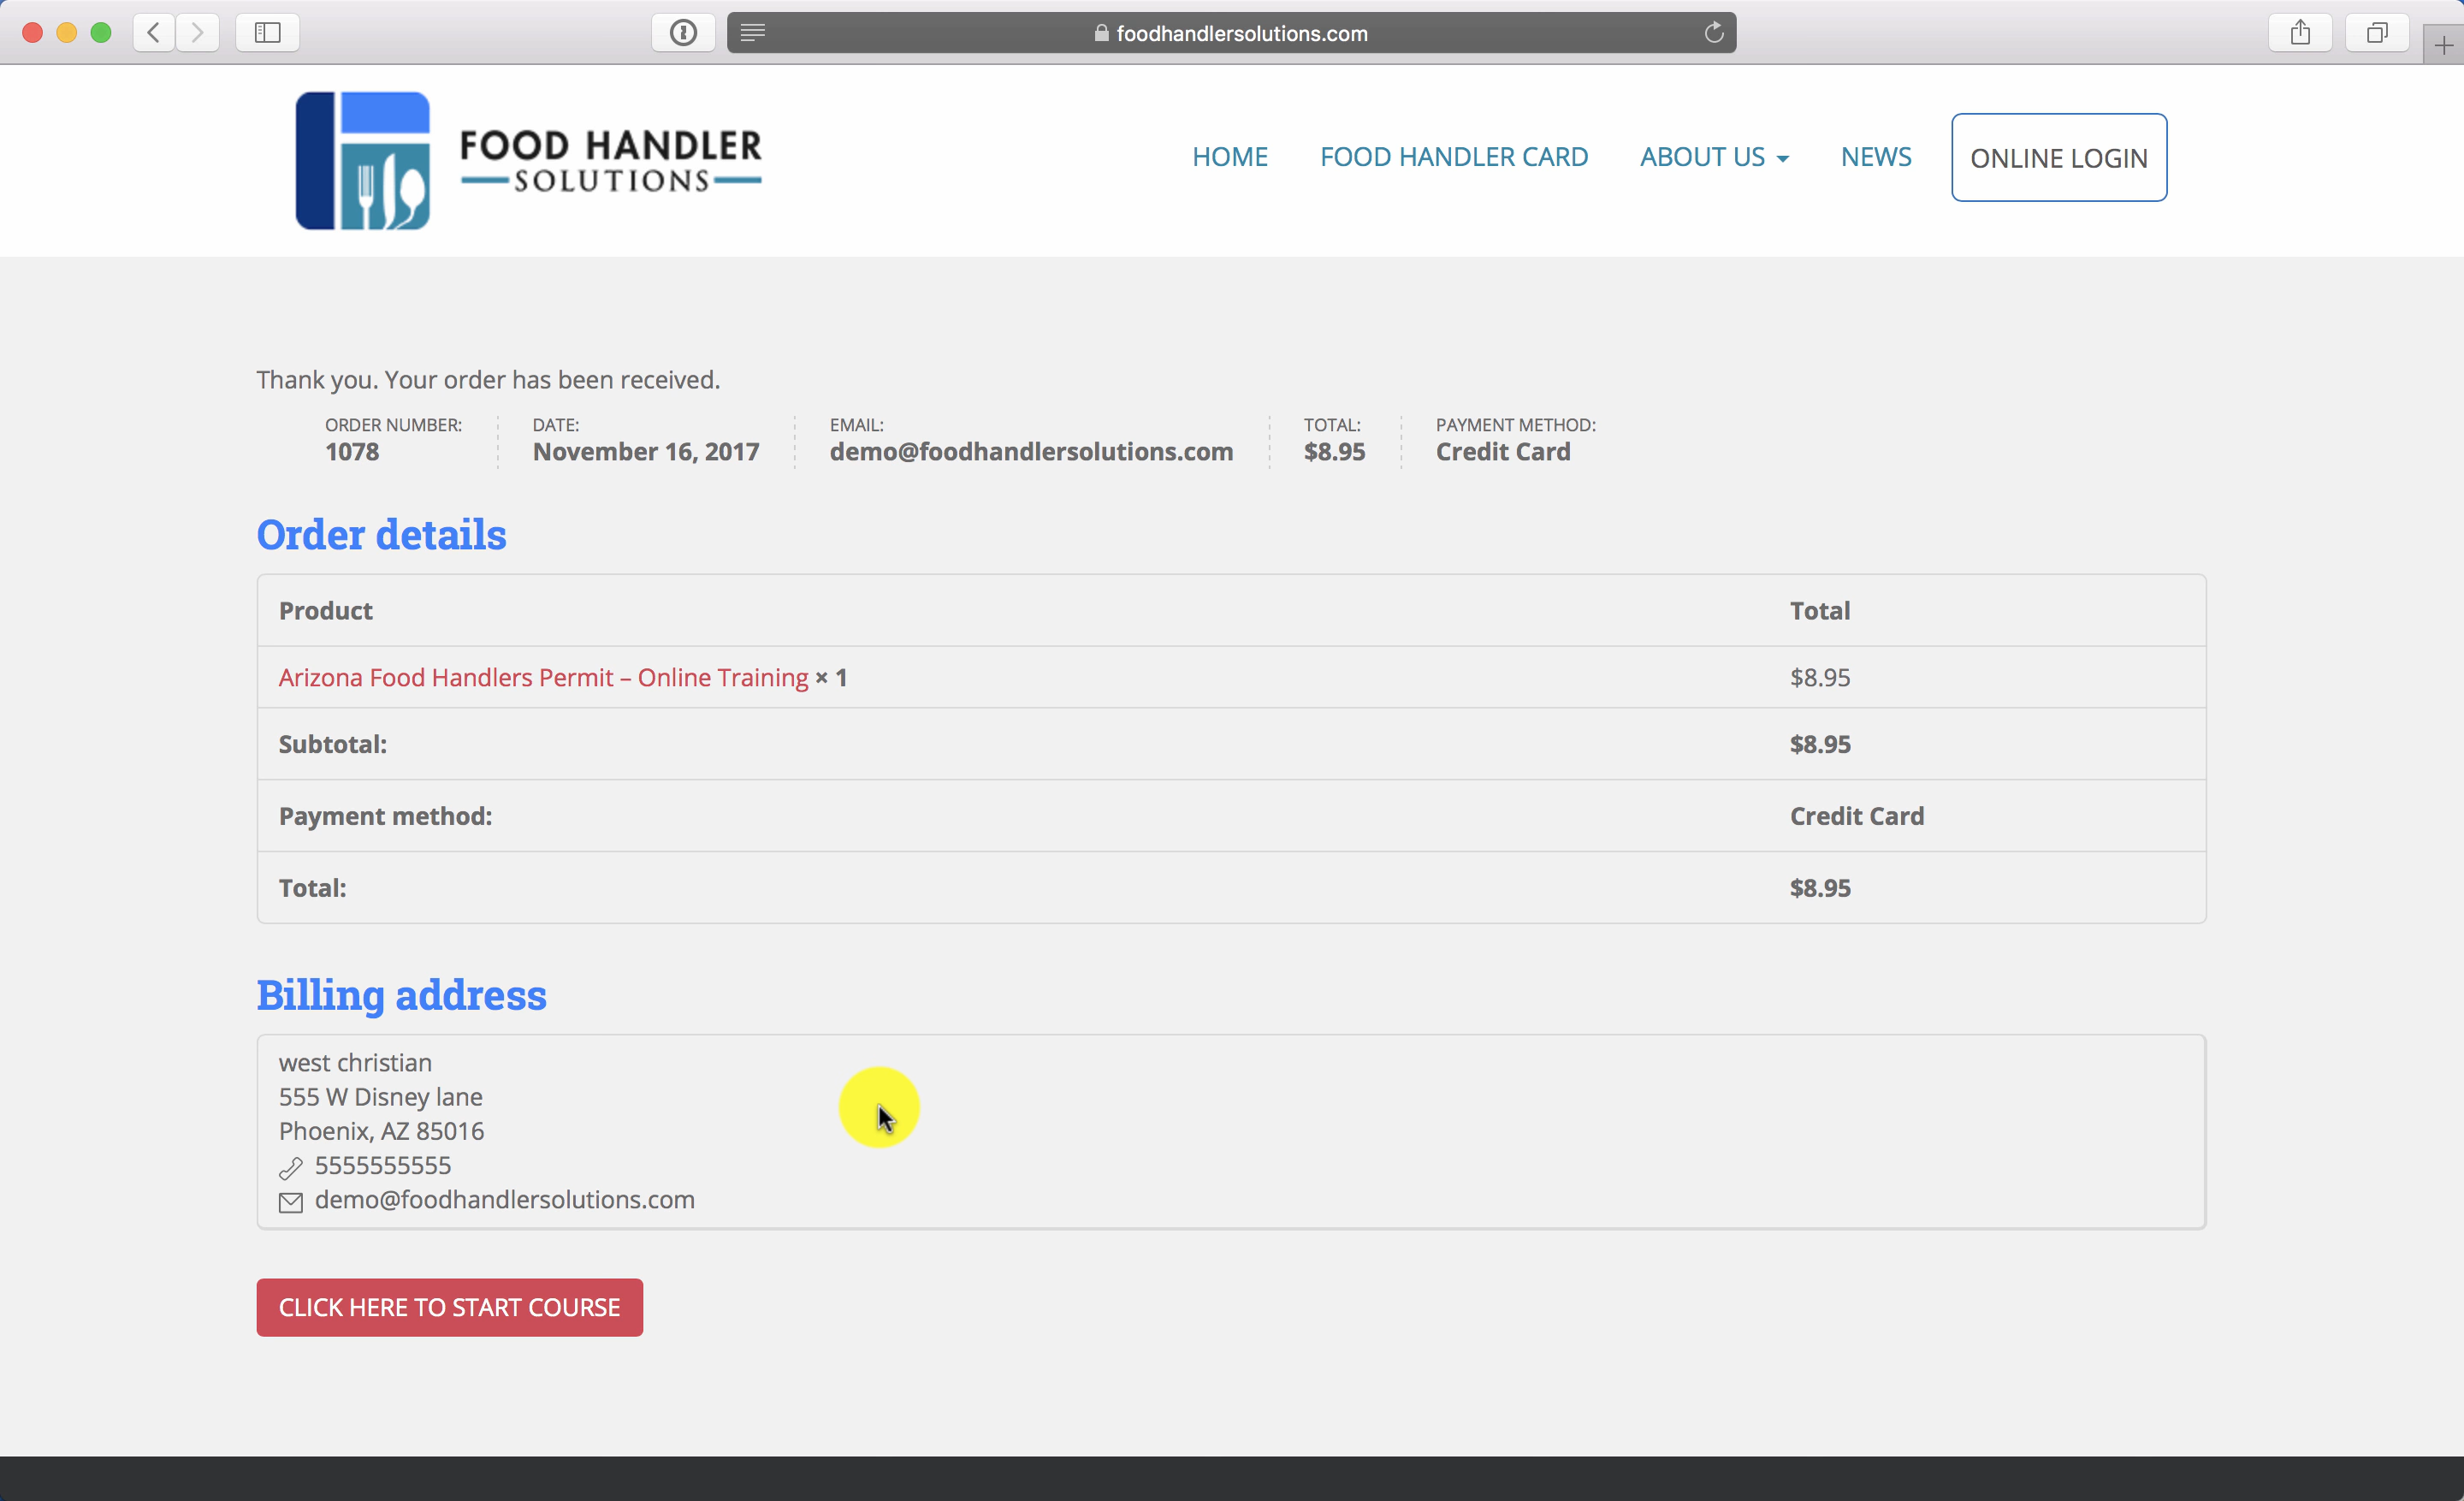 foodhandlersolutions.com
FOOD HANDLER
SOLUTIONS
HOME FOOD HANDLER CARD ABOUT US NEWS ONLINE LOGIN
Thank you. Your order has been received.
ORDER NUMBER: DATE: EMAIL: TOTAL: PAYMENT METHOD:
1078 November 16, 2017 demo@foodhandlersolutions.com $8.95 Credit Card
Order details
Product Total
Arizona Food Handlers Permit – Online Training × 1 $8.95
Subtotal: $8.95
Payment method: Credit Card
Total: $8.95
Billing address
west christian
555 W Disney lane
Phoenix, AZ 85016
5555555555
demo@foodhandlersolutions.com
CLICK HERE TO START COURSE